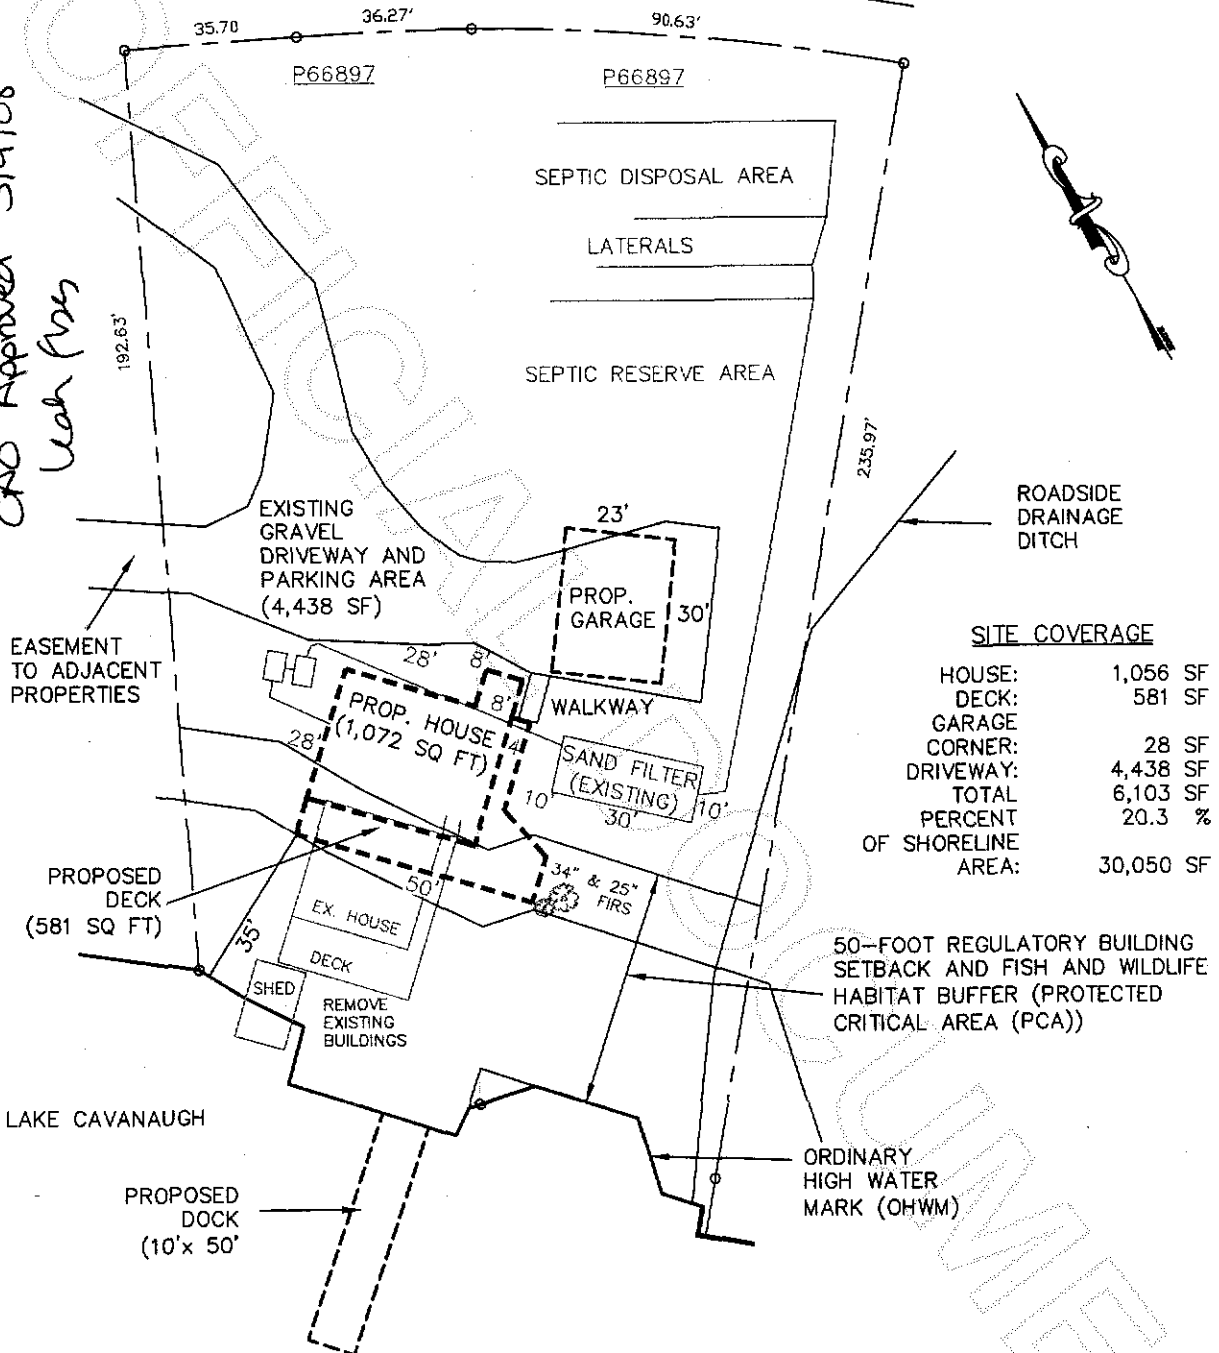 35.70
36.27'
90.63'
P66897
P66897
CAO Approved
SEPTIC DISPOSAL AREA
LATERALS
SEPTIC RESERVE AREA
192.63'
235.97'
ROADSIDE
DRAINAGE
DITCH
EXISTING
GRAVEL
DRIVEWAY AND
PARKING AREA
(4,438 SF)
23'
PROP.
GARAGE
30'
EASEMENT
TO ADJACENT
PROPERTIES
28'
8'
8'
WALKWAY
PROP. HOUSE
(1,072 SQ FT)
28'
4'
SAND FILTER
(EXISTING)
10'
30'
10'
SITE COVERAGE
HOUSE: 1,056 SF
DECK: 581 SF
GARAGE
CORNER: 28 SF
DRIVEWAY: 4,438 SF
TOTAL 6,103 SF
PERCENT 20.3 %
OF SHORELINE
AREA: 30,050 SF
PROPOSED
DECK
(581 SQ FT)
50'
34" & 25"
FIRS
35'
EX. HOUSE
DECK
SHED
REMOVE
EXISTING
BUILDINGS
50-FOOT REGULATORY BUILDING
SETBACK AND FISH AND WILDLIFE
HABITAT BUFFER (PROTECTED
CRITICAL AREA (PCA))
LAKE CAVANAUGH
PROPOSED
DOCK
(10'x 50'
ORDINARY
HIGH WATER
MARK (OHWM)
OFFICIAL DOCUME